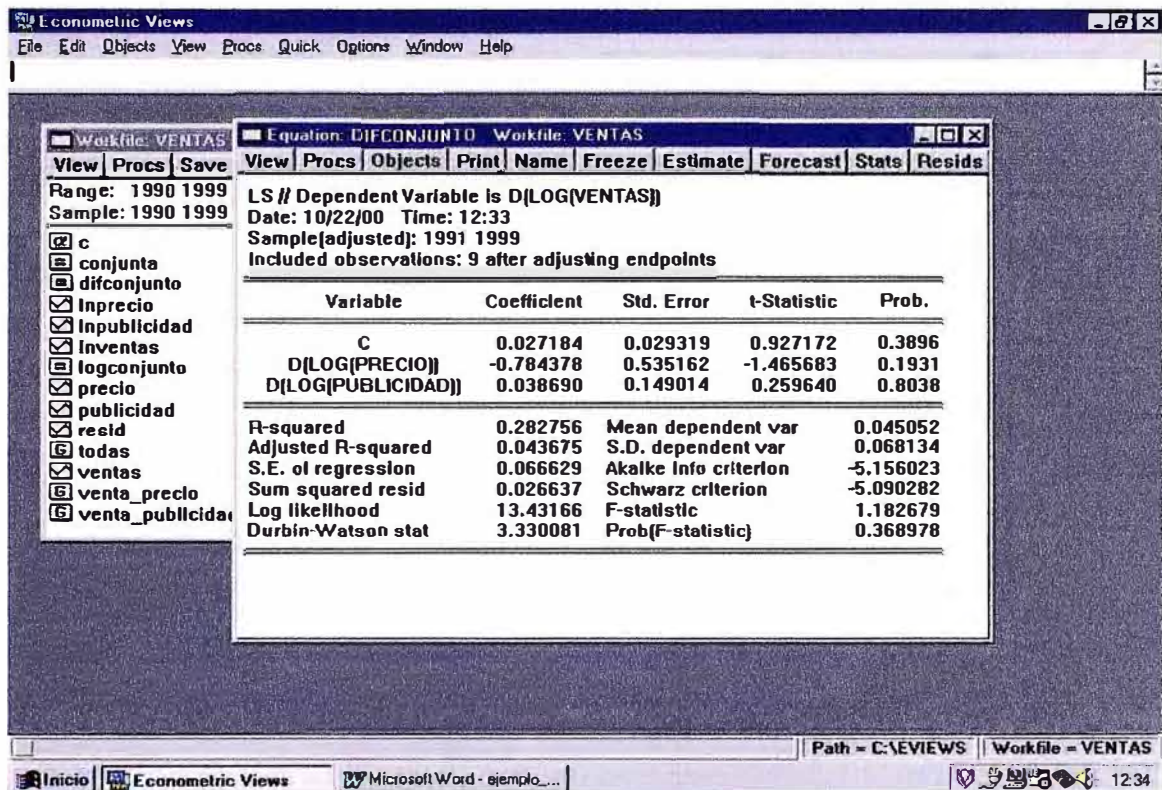 Econometric Views
File Edit Objects View Procs Quick Options Window Help
Workfile: VENTAS
View Procs Save
Range: 1990 1999
Sample: 1990 1999
c
conjunta
difconjunto
lnprecio
lnpublicidad
lnventas
logconjunto
precio
publicidad
resid
todas
ventas
venta_precio
venta_publicidad
Equation: DIFCONJUNTO Workfile: VENTAS
View Procs Objects Print Name Freeze Estimate Forecast Stats Resids
LS // Dependent Variable is D(LOG(VENTAS))
Date: 10/22/00 Time: 12:33
Sample(adjusted): 1991 1999
Included observations: 9 after adjusting endpoints
Variable Coefficient Std. Error t-Statistic Prob.
C 0.027184 0.029319 0.927172 0.3896
D(LOG(PRECIO)) -0.784378 0.535162 -1.465683 0.1931
D(LOG(PUBLICIDAD)) 0.038690 0.149014 0.259640 0.8038
R-squared 0.282756 Mean dependent var 0.045052
Adjusted R-squared 0.043675 S.D. dependent var 0.068134
S.E. of regression 0.066629 Akaike info criterion -5.156023
Sum squared resid 0.026637 Schwarz criterion -5.090282
Log likelihood 13.43166 F-statistic 1.182679
Durbin-Watson stat 3.330081 Prob(F-statistic) 0.368978
Path = C:\EVIEWS Workfile = VENTAS
Inicio Econometric Views Microsoft Word - ejemplo_... 12:34